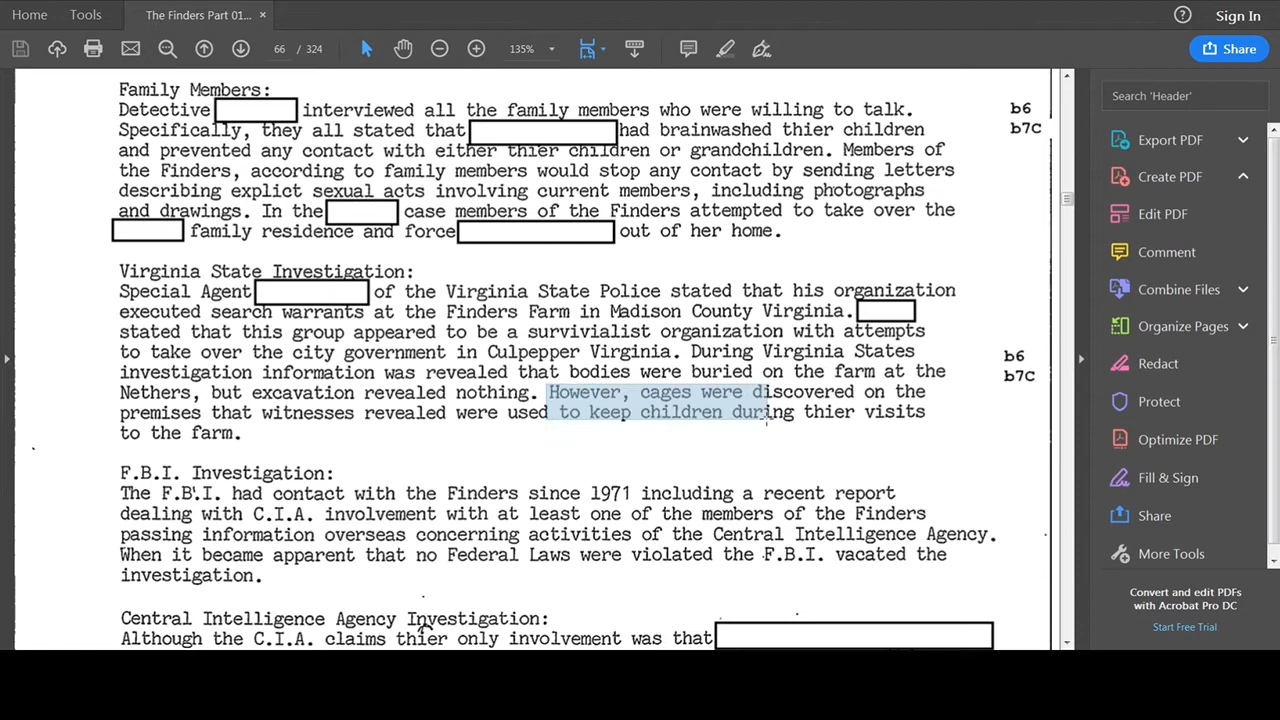 Home
Tools
The Finders Part 01...
×
Sign In
66 / 324
135%
Share
Family Members:
Detective interviewed all the family members who were willing to talk.
b6
Specifically, they all stated that had brainwashed thier children
b7C
and prevented any contact with either thier children or grandchildren. Members of
the Finders, according to family members would stop any contact by sending letters
describing explict sexual acts involving current members, including photographs
and drawings. In the case members of the Finders attempted to take over the
family residence and force out of her home.
Virginia State Investigation:
Special Agent of the Virginia State Police stated that his organization
executed search warrants at the Finders Farm in Madison County Virginia.
stated that this group appeared to be a survivialist organization with attempts
to take over the city government in Culpepper Virginia. During Virginia States
b6
investigation information was revealed that bodies were buried on the farm at the
b7C
Nethers, but excavation revealed nothing. However, cages were discovered on the
premises that witnesses revealed were used to keep children during thier visits
to the farm.
F.B.I. Investigation:
The F.B.I. had contact with the Finders since 1971 including a recent report
dealing with C.I.A. involvement with at least one of the members of the Finders
passing information overseas concerning activities of the Central Intelligence Agency.
When it became apparent that no Federal Laws were violated the F.B.I. vacated the
investigation.
Central Intelligence Agency Investigation:
Although the C.I.A. claims thier only involvement was that
Search 'Header'
Export PDF
Create PDF
Edit PDF
Comment
Combine Files
Organize Pages
Redact
Protect
Optimize PDF
Fill & Sign
Share
More Tools
Convert and edit PDFs
with Acrobat Pro DC
Start Free Trial